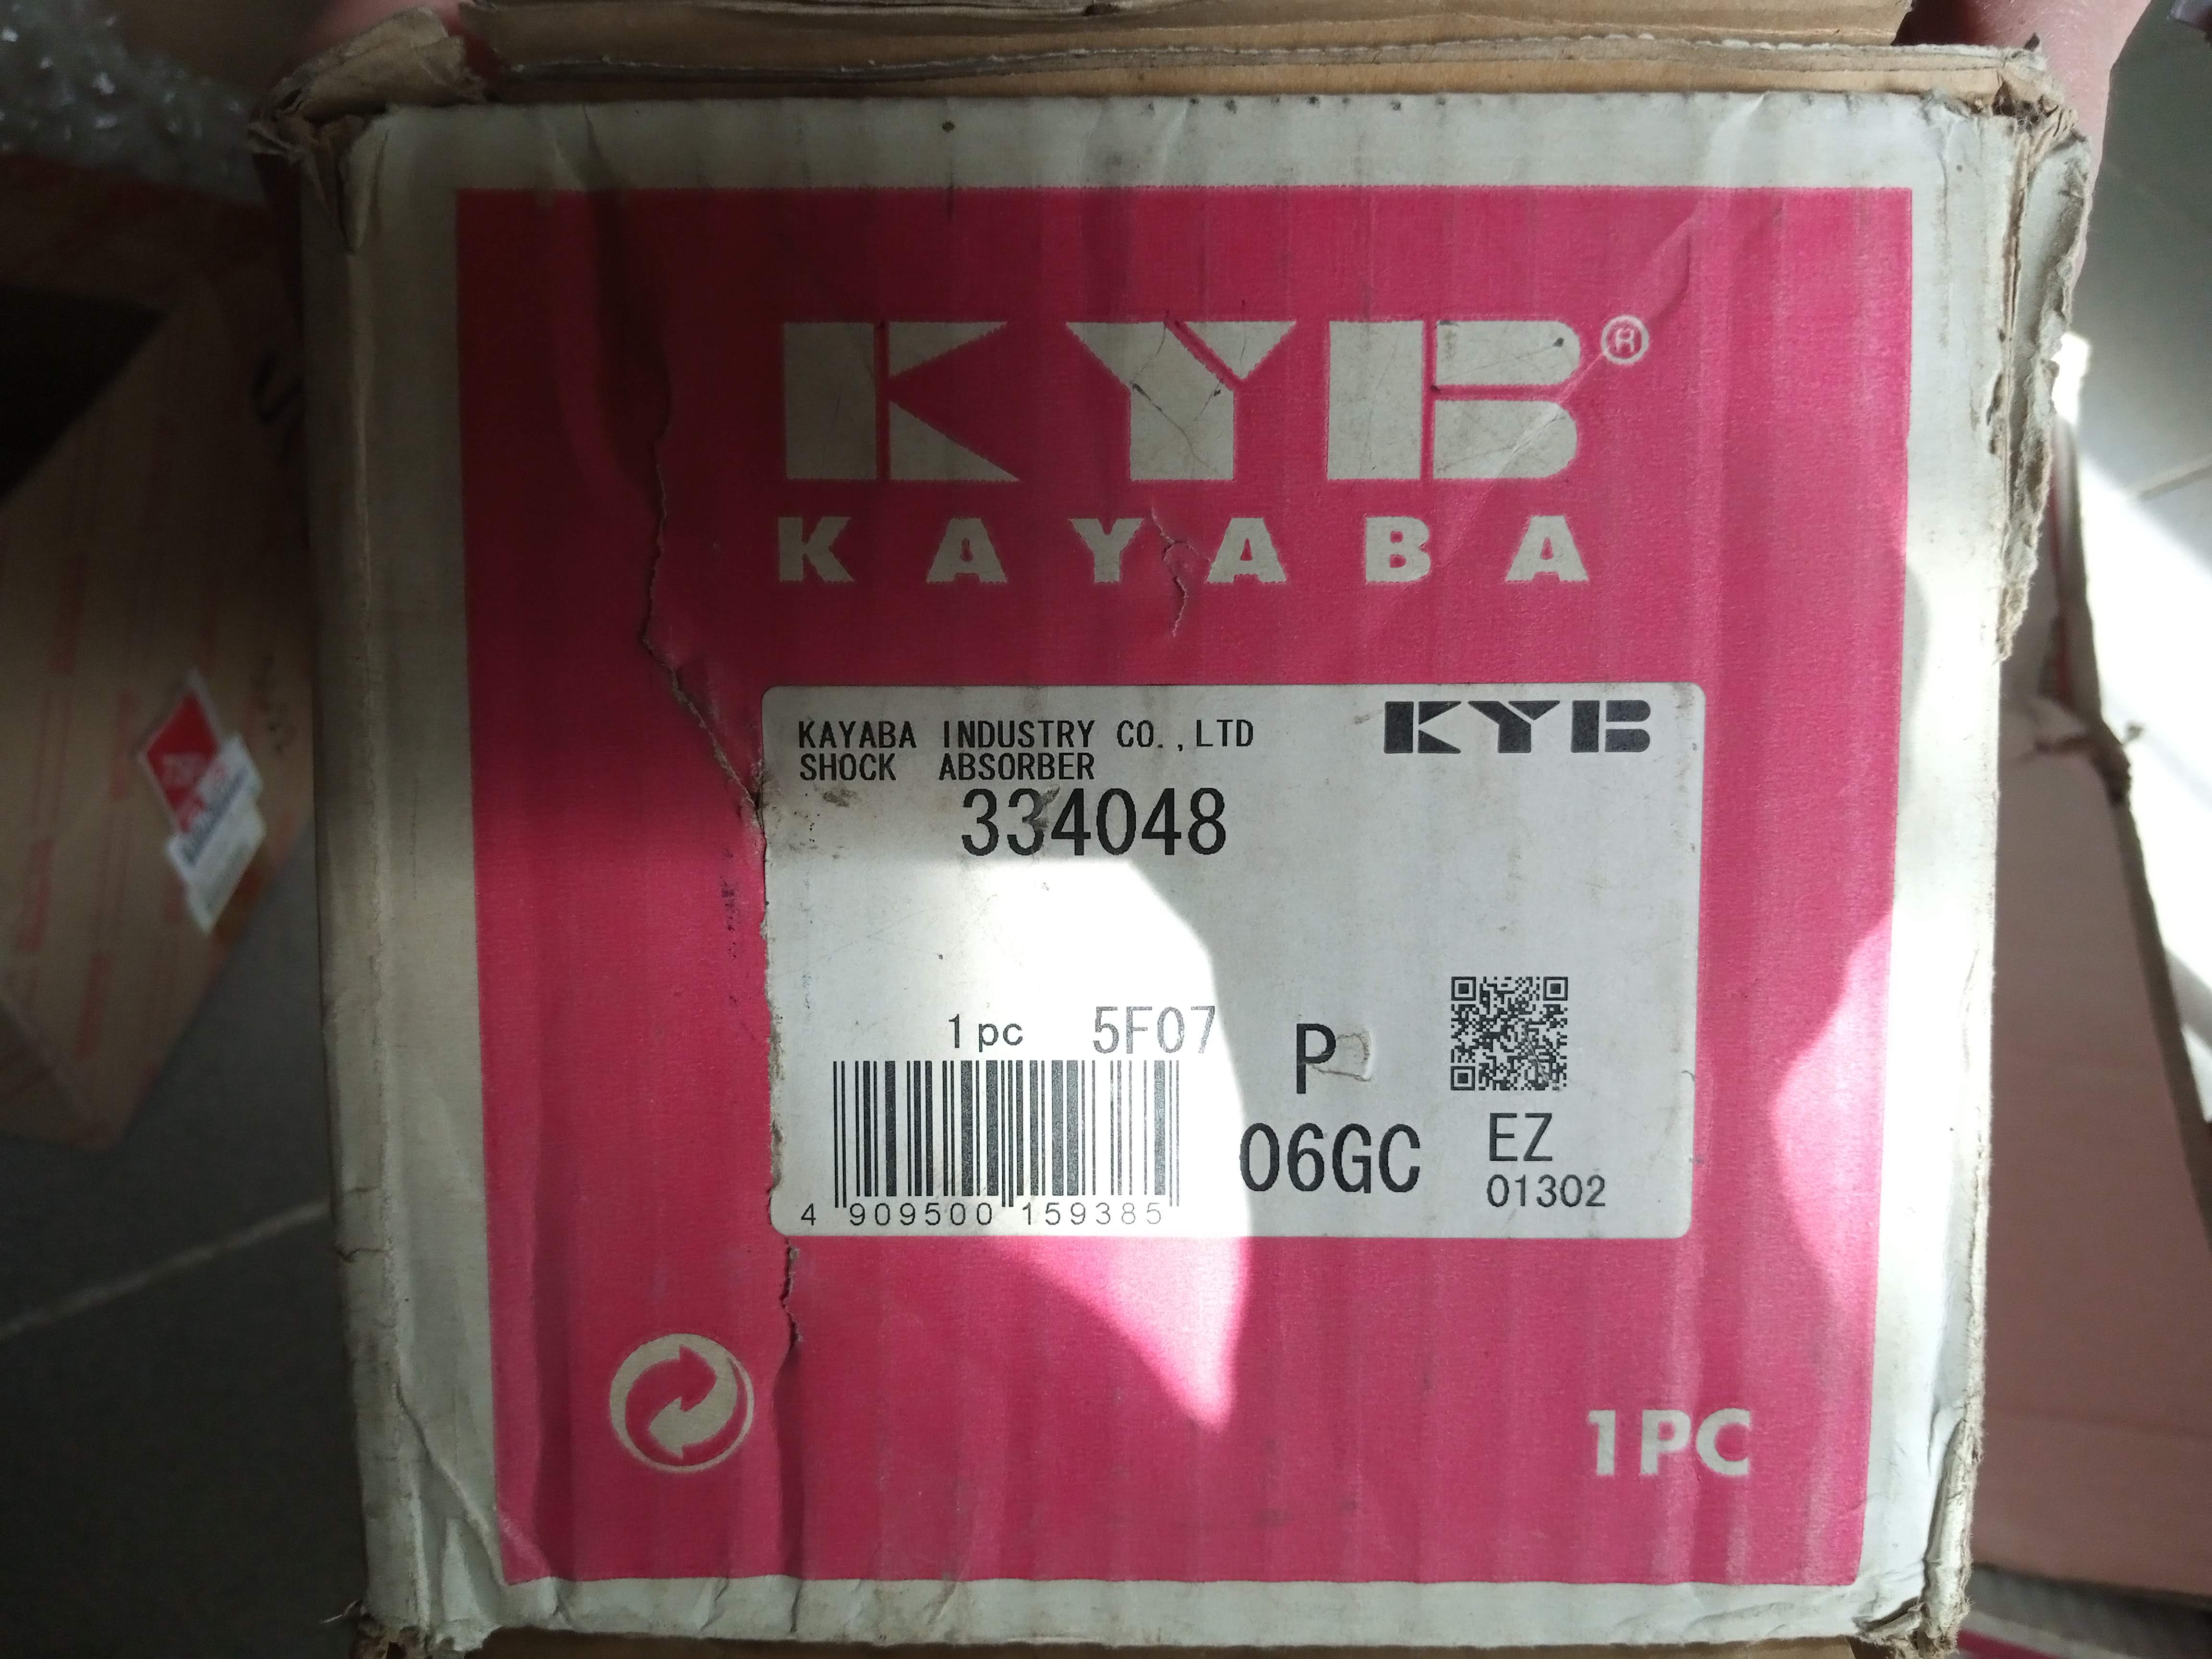 KYB®
KAYABA
KAYABA INDUSTRY CO.,LTD
KYB
SHOCK ABSORBER
334048
1pc 5F07
P
06GC
EZ
01302
4 909500 159385
1PC